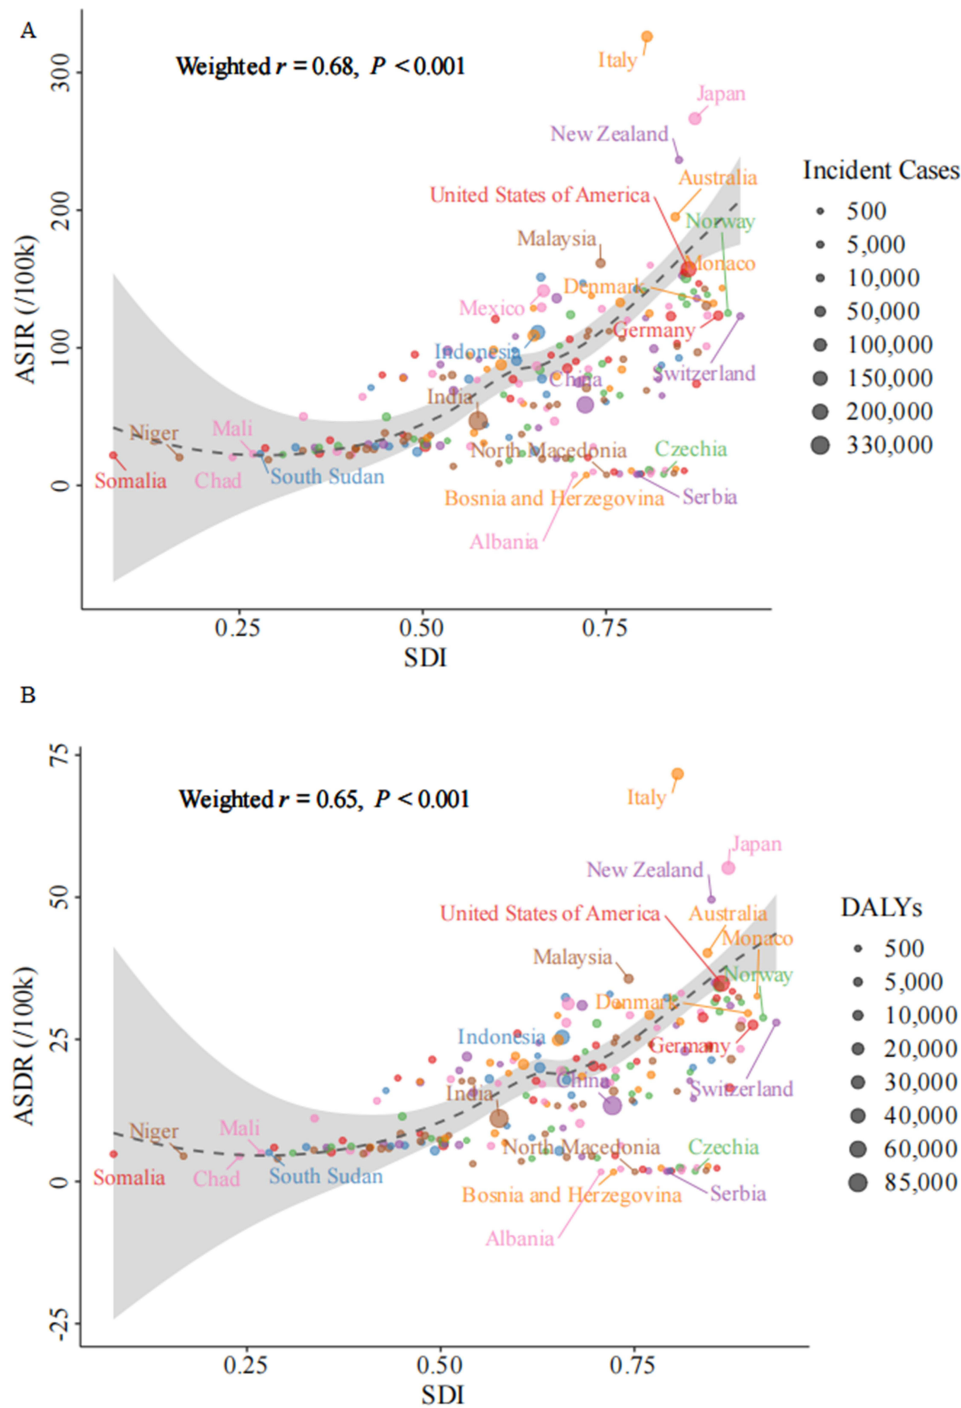 A
Weighted r = 0.68, P < 0.001
Italy
Japan
New Zealand
Australia
United States of America
Norway
Malaysia
Monaco
Denmark
Mexico
Germany
Indonesia
Switzerland
China
India
Niger
Mali
North Macedonia
Czechia
Somalia
Chad
South Sudan
Bosnia and Herzegovina
Serbia
Albania
ASIR (/100k)
300
200
100
0
0.25
0.50
0.75
SDI
Incident Cases
500
5,000
10,000
50,000
100,000
150,000
200,000
330,000
B
Weighted r = 0.65, P < 0.001
Italy
Japan
New Zealand
United States of America
Australia
Monaco
Malaysia
Norway
Denmark
Indonesia
Germany
China
Switzerland
India
Niger
Mali
North Macedonia
Czechia
Somalia
Chad
South Sudan
Bosnia and Herzegovina
Serbia
Albania
ASDR (/100k)
75
50
25
0
-25
0.25
0.50
0.75
SDI
DALYs
500
5,000
10,000
20,000
30,000
40,000
60,000
85,000